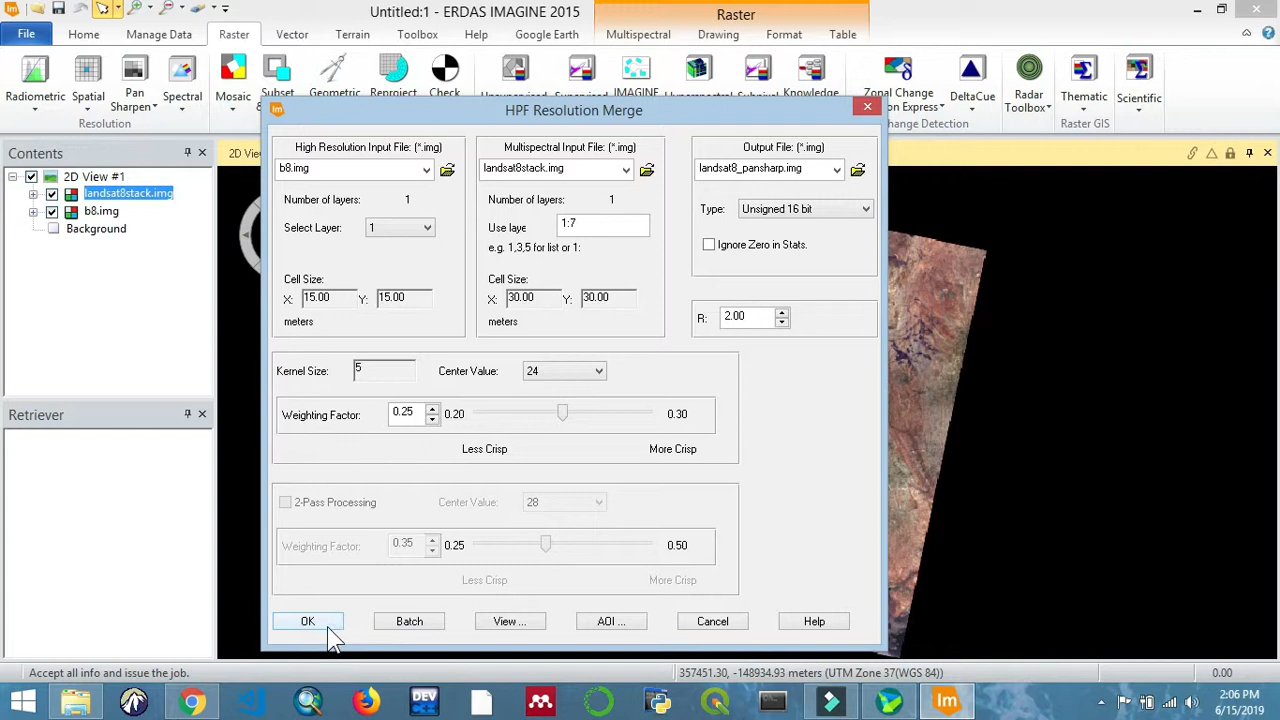 Untitled:1 - ERDAS IMAGINE 2015
Raster
File
Home
Manage Data
Raster
Vector
Terrain
Toolbox
Help
Google Earth
Multispectral
Drawing
Format
Table
Radiometric
Spatial
Pan
Sharpen
Spectral
Mosaic
Subset
Geometric
Reproject
Check
Unsupervised
Supervised
IMAGINE
Hyperspectral
Subpixel
Knowledge
Zonal Change
Express
DeltaCue
Radar
Toolbox
Thematic
Scientific
Resolution
Change Detection
Raster GIS
HPF Resolution Merge
Contents
2D View #1
landsat8stack.img
b8.img
Background
Retriever
High Resolution Input File: (*.img)
b8.img
Number of layers: 1
Select Layer: 1
Cell Size:
X: 15.00 Y: 15.00
meters
Multispectral Input File: (*.img)
landsat8stack.img
Number of layers: 1
Use laye 1:7
e.g. 1,3,5 for list or 1:
Cell Size:
X: 30.00 Y: 30.00
meters
Output File: (*.img)
landsat8_pansharp.img
Type: Unsigned 16 bit
Ignore Zero in Stats.
R: 2.00
Kernel Size: 5 Center Value: 24
Weighting Factor: 0.25 0.20 0.30
Less Crisp More Crisp
2-Pass Processing Center Value: 28
Weighting Factor: 0.35 0.25 0.50
Less Crisp More Crisp
OK
Batch
View ...
AOI ...
Cancel
Help
Accept all info and issue the job.
357451.30, -148934.93 meters (UTM Zone 37(WGS 84))
0.00
DEV
2:06 PM
6/15/2019